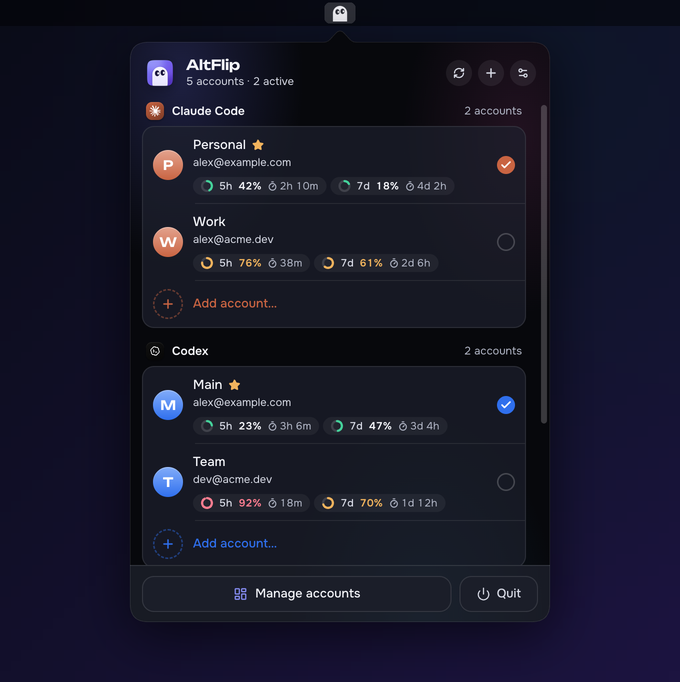 AltFlip
5 accounts · 2 active
Claude Code
2 accounts
P
Personal
alex@example.com
5h 42% 2h 10m
7d 18% 4d 2h
W
Work
alex@acme.dev
5h 76% 38m
7d 61% 2d 6h
Add account...
Codex
2 accounts
M
Main
alex@example.com
5h 23% 3h 6m
7d 47% 3d 4h
T
Team
dev@acme.dev
5h 92% 18m
7d 70% 1d 12h
Add account...
Manage accounts
Quit